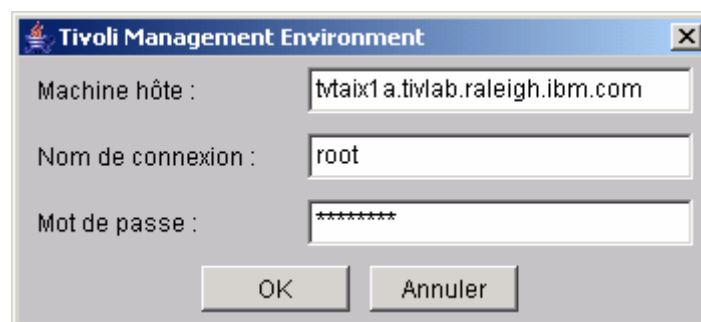 Tivoli Management Environment
Machine hôte : tvtaix1a.tivlab.raleigh.ibm.com
Nom de connexion : root
Mot de passe : ********
OK Annuler